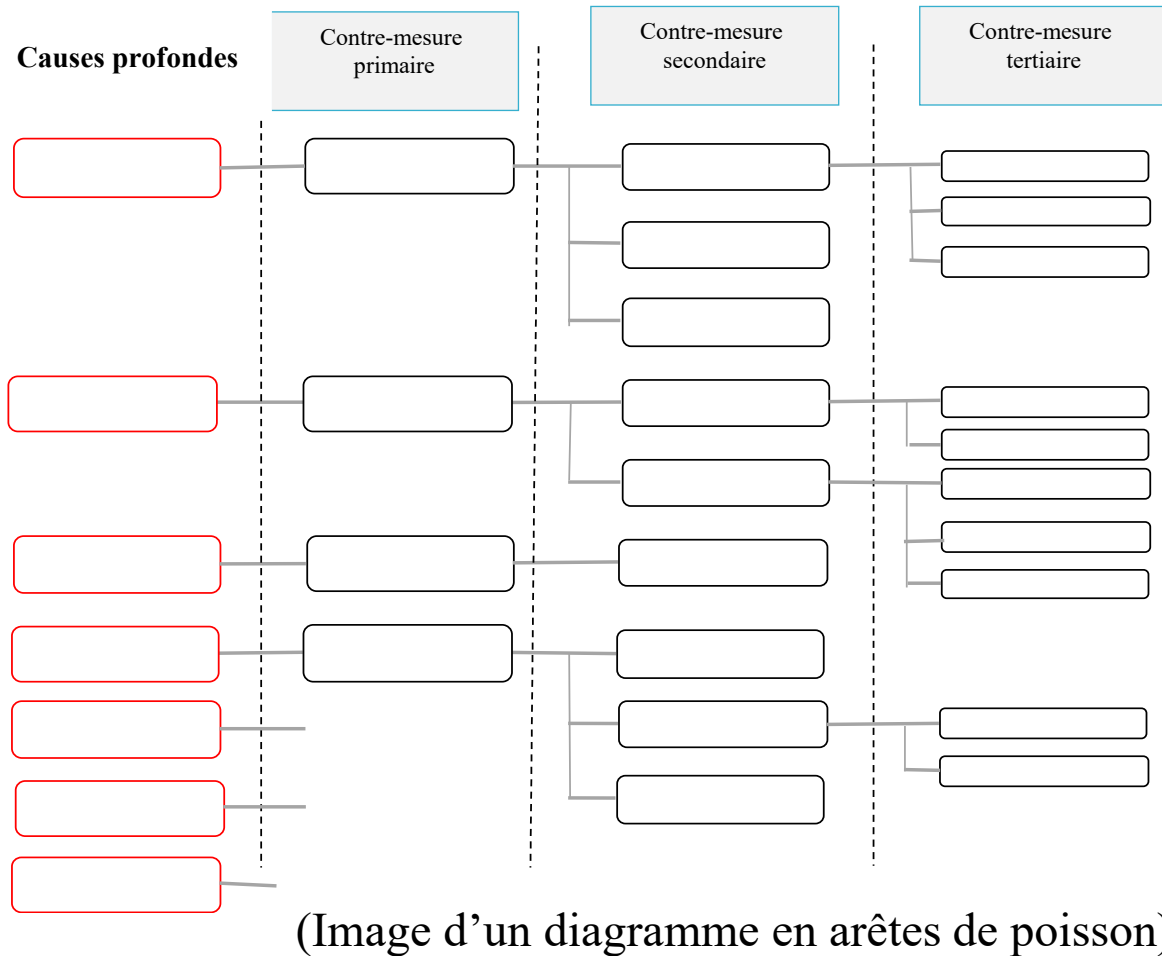 Causes profondes
Contre-mesure
primaire
Contre-mesure
secondaire
Contre-mesure
tertiaire
(Image d’un diagramme en arêtes de poisson)